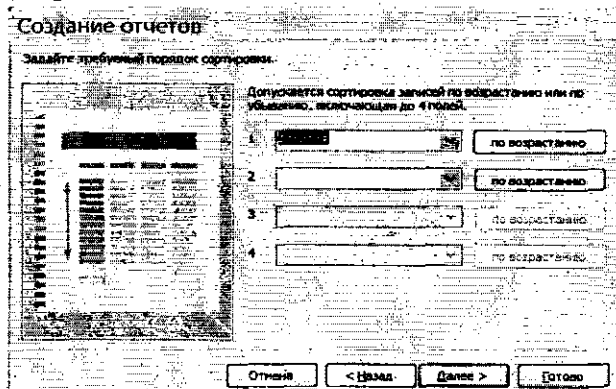 Создание отчетов
Задайте требуемый порядок сортировки.
Допускается сортировка записей по возрастанию или по
убыванию, включающая до 4 полей.
1 по возрастанию
2 по возрастанию
3 по возрастанию
4 по возрастанию
Отмена < Назад Далее > Готово